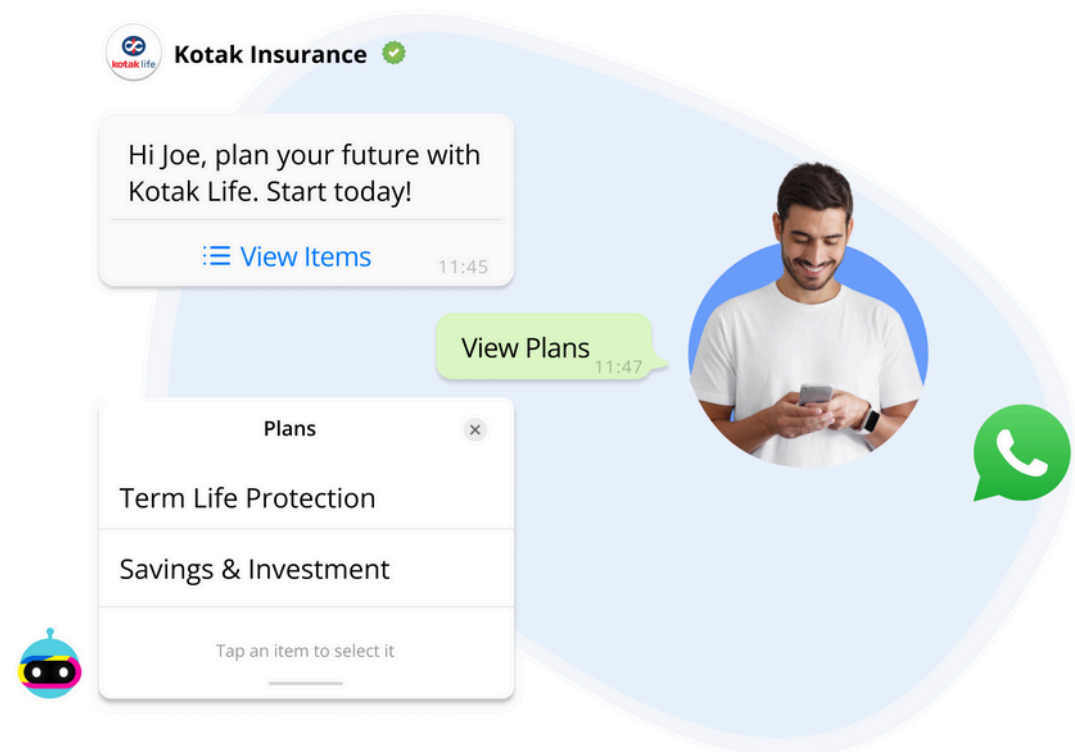 kotak life
Kotak Insurance
Hi Joe, plan your future with
Kotak Life. Start today!
View Items
11:45
View Plans
11:47
Plans
Term Life Protection
Savings & Investment
Tap an item to select it